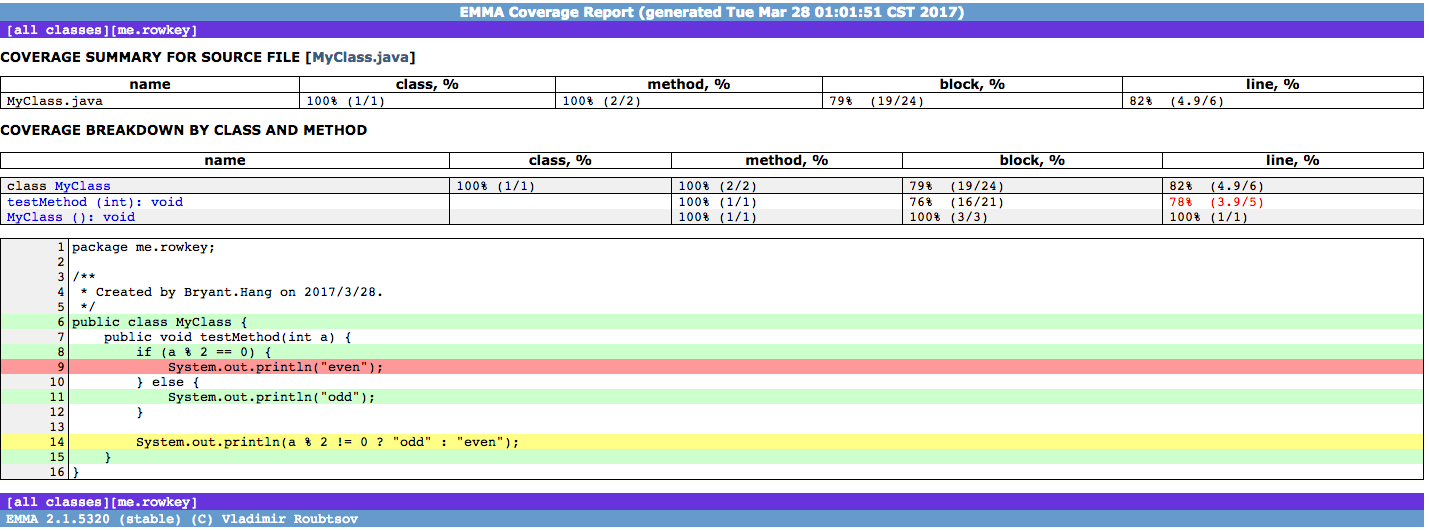 EMMA Coverage Report (generated Tue Mar 28 01:01:51 CST 2017)
[all classes][me.rowkey]
COVERAGE SUMMARY FOR SOURCE FILE [MyClass.java]
name class, % method, % block, % line, %
MyClass.java 100% (1/1) 100% (2/2) 79% (19/24) 82% (4.9/6)
COVERAGE BREAKDOWN BY CLASS AND METHOD
name class, % method, % block, % line, %
class MyClass 100% (1/1) 100% (2/2) 79% (19/24) 82% (4.9/6)
testMethod (int): void 100% (1/1) 76% (16/21) 78% (3.9/5)
MyClass (): void 100% (1/1) 100% (3/3) 100% (1/1)
1 package me.rowkey;
2
3 /**
4  * Created by Bryant.Hang on 2017/3/28.
5  */
6 public class MyClass {
7     public void testMethod(int a) {
8         if (a % 2 == 0) {
9             System.out.println("even");
10         } else {
11             System.out.println("odd");
12         }
13
14         System.out.println(a % 2 != 0 ? "odd" : "even");
15     }
16 }
[all classes][me.rowkey]
EMMA 2.1.5320 (stable) (C) Vladimir Roubtsov